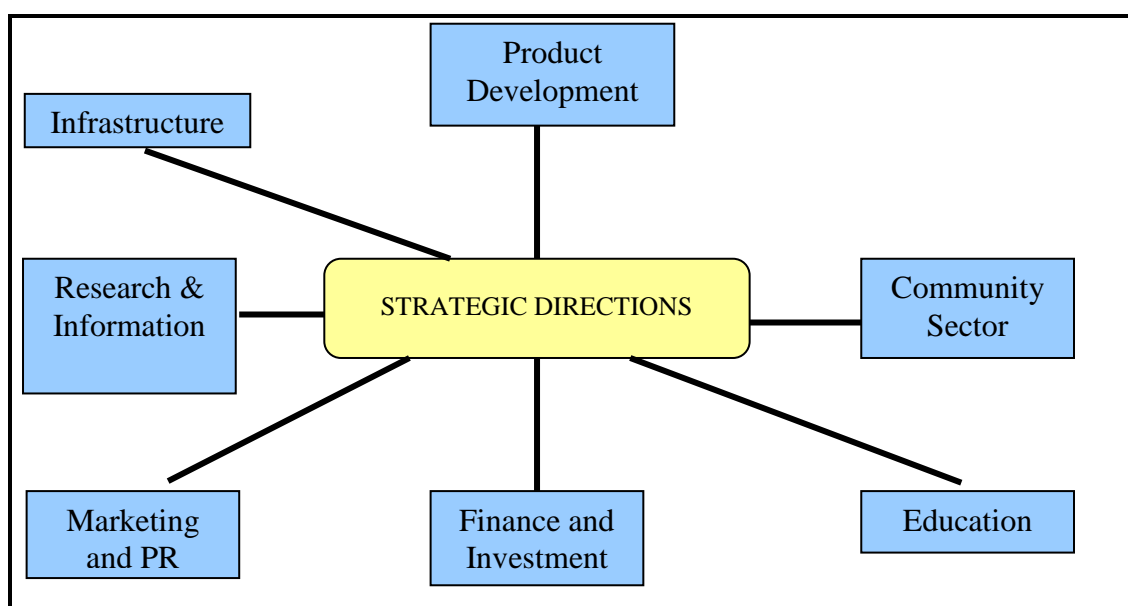 Product
Development
Infrastructure
Research &
Information
STRATEGIC DIRECTIONS
Community
Sector
Marketing
and PR
Finance and
Investment
Education